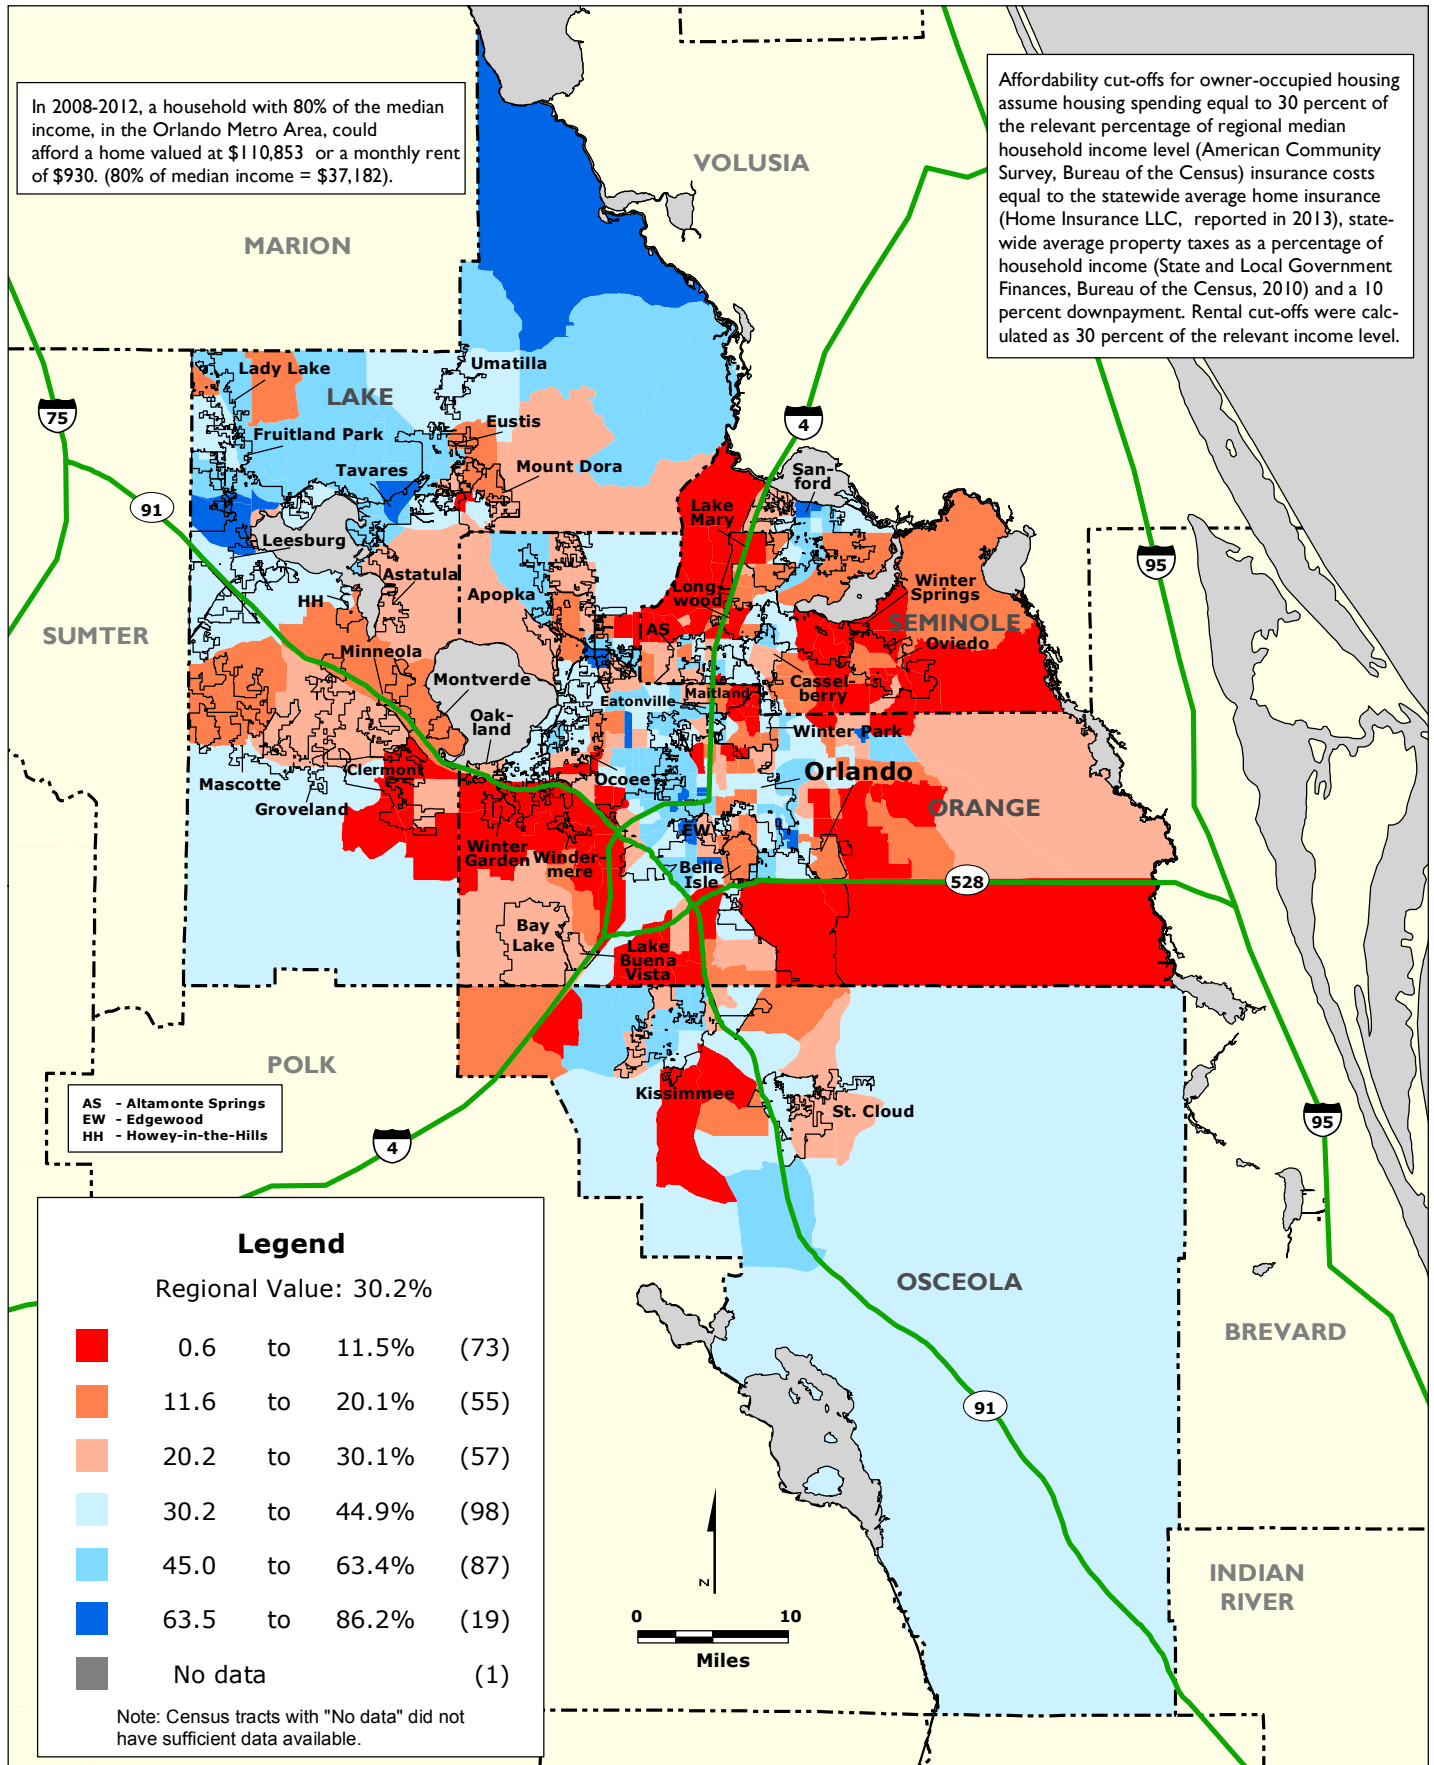 In 2008-2012, a household with 80% of the median
income, in the Orlando Metro Area, could
afford a home valued at $110,853 or a monthly rent
of $930. (80% of median income = $37,182).
Affordability cut-offs for owner-occupied housing
assume housing spending equal to 30 percent of
the relevant percentage of regional median
household income level (American Community
Survey, Bureau of the Census) insurance costs
equal to the statewide average home insurance
(Home Insurance LLC, reported in 2013), state-
wide average property taxes as a percentage of
household income (State and Local Government
Finances, Bureau of the Census, 2010) and a 10
percent downpayment. Rental cut-offs were calc-
ulated as 30 percent of the relevant income level.
VOLUSIA
MARION
Umatilla
Lady Lake
LAKE
75
4
Eustis
Fruitland Park
Mount Dora
Tavares
San-
ford
91
Lake
Mary
Leesburg
95
Astatula
Apopka
HH
Long-
wood
Winter
Springs
SEMINOLE
SUMTER
AS
Oviedo
Minneola
Montverde
Cassel-
berry
Maitland
Eatonville
Oak-
land
Winter Park
Clermont
Ocoee
Orlando
Mascotte
Groveland
ORANGE
EW
Winter
Garden
Winder-
mere
Belle
Isle
528
Bay
Lake
Lake
Buena
Vista
POLK
Kissimmee
St. Cloud
AS - Altamonte Springs
EW - Edgewood
HH - Howey-in-the-Hills
4
95
OSCEOLA
BREVARD
91
INDIAN
RIVER
Legend
Regional Value: 30.2%
0.6 to 11.5% (73)
11.6 to 20.1% (55)
20.2 to 30.1% (57)
30.2 to 44.9% (98)
45.0 to 63.4% (87)
63.5 to 86.2% (19)
No data (1)
Note: Census tracts with "No data" did not
have sufficient data available.
N
0 10
Miles